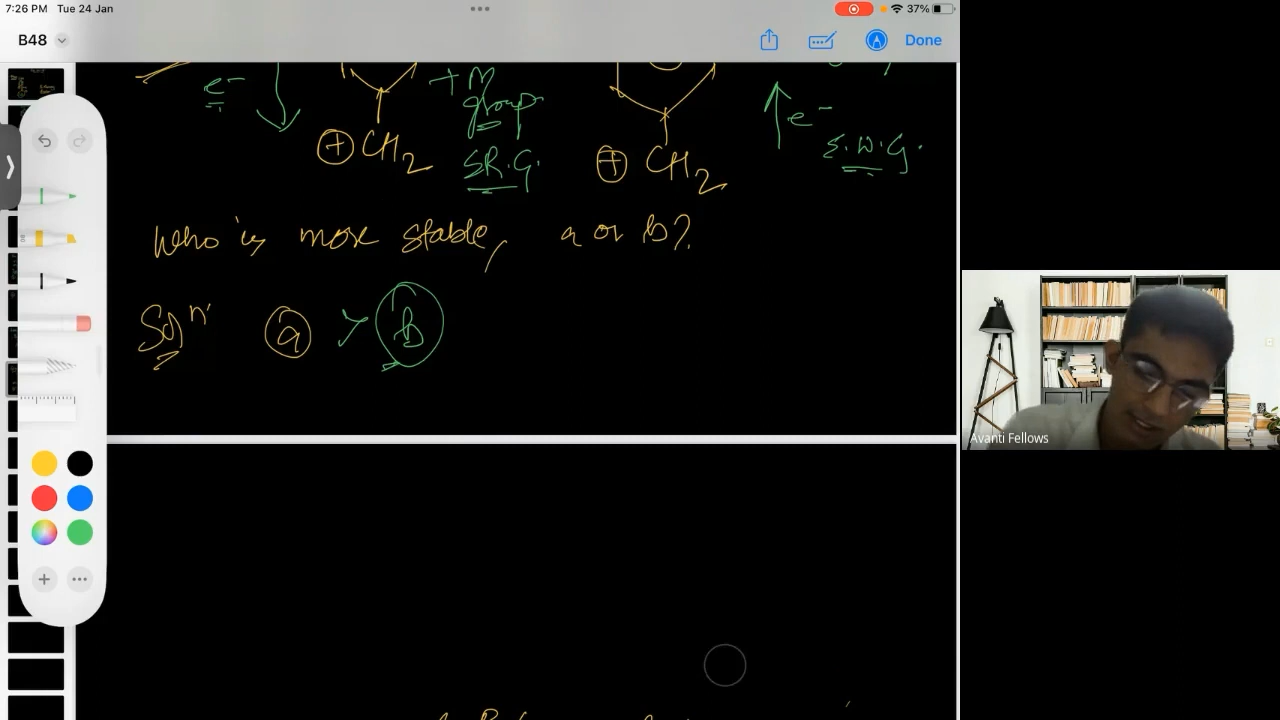 7:26 PM Tue 24 Jan
37%
B48
Done
e⁻
+M
group
⊕CH₂
E.R.G.
⊕ CH₂
e⁻
E.W.G.
Who is more stable, a or b?
Solⁿ a > b
Avanti Fellows